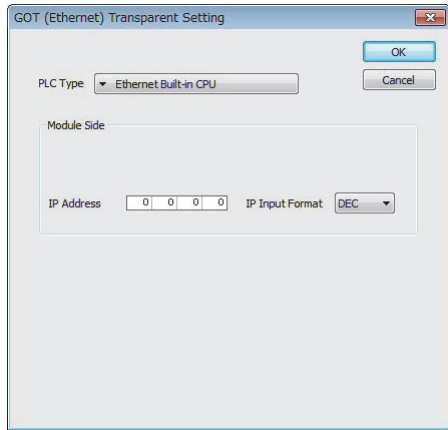 GOT (Ethernet) Transparent Setting
OK
PLC Type Ethernet Built-in CPU Cancel
Module Side
IP Address 0 0 0 0 IP Input Format DEC